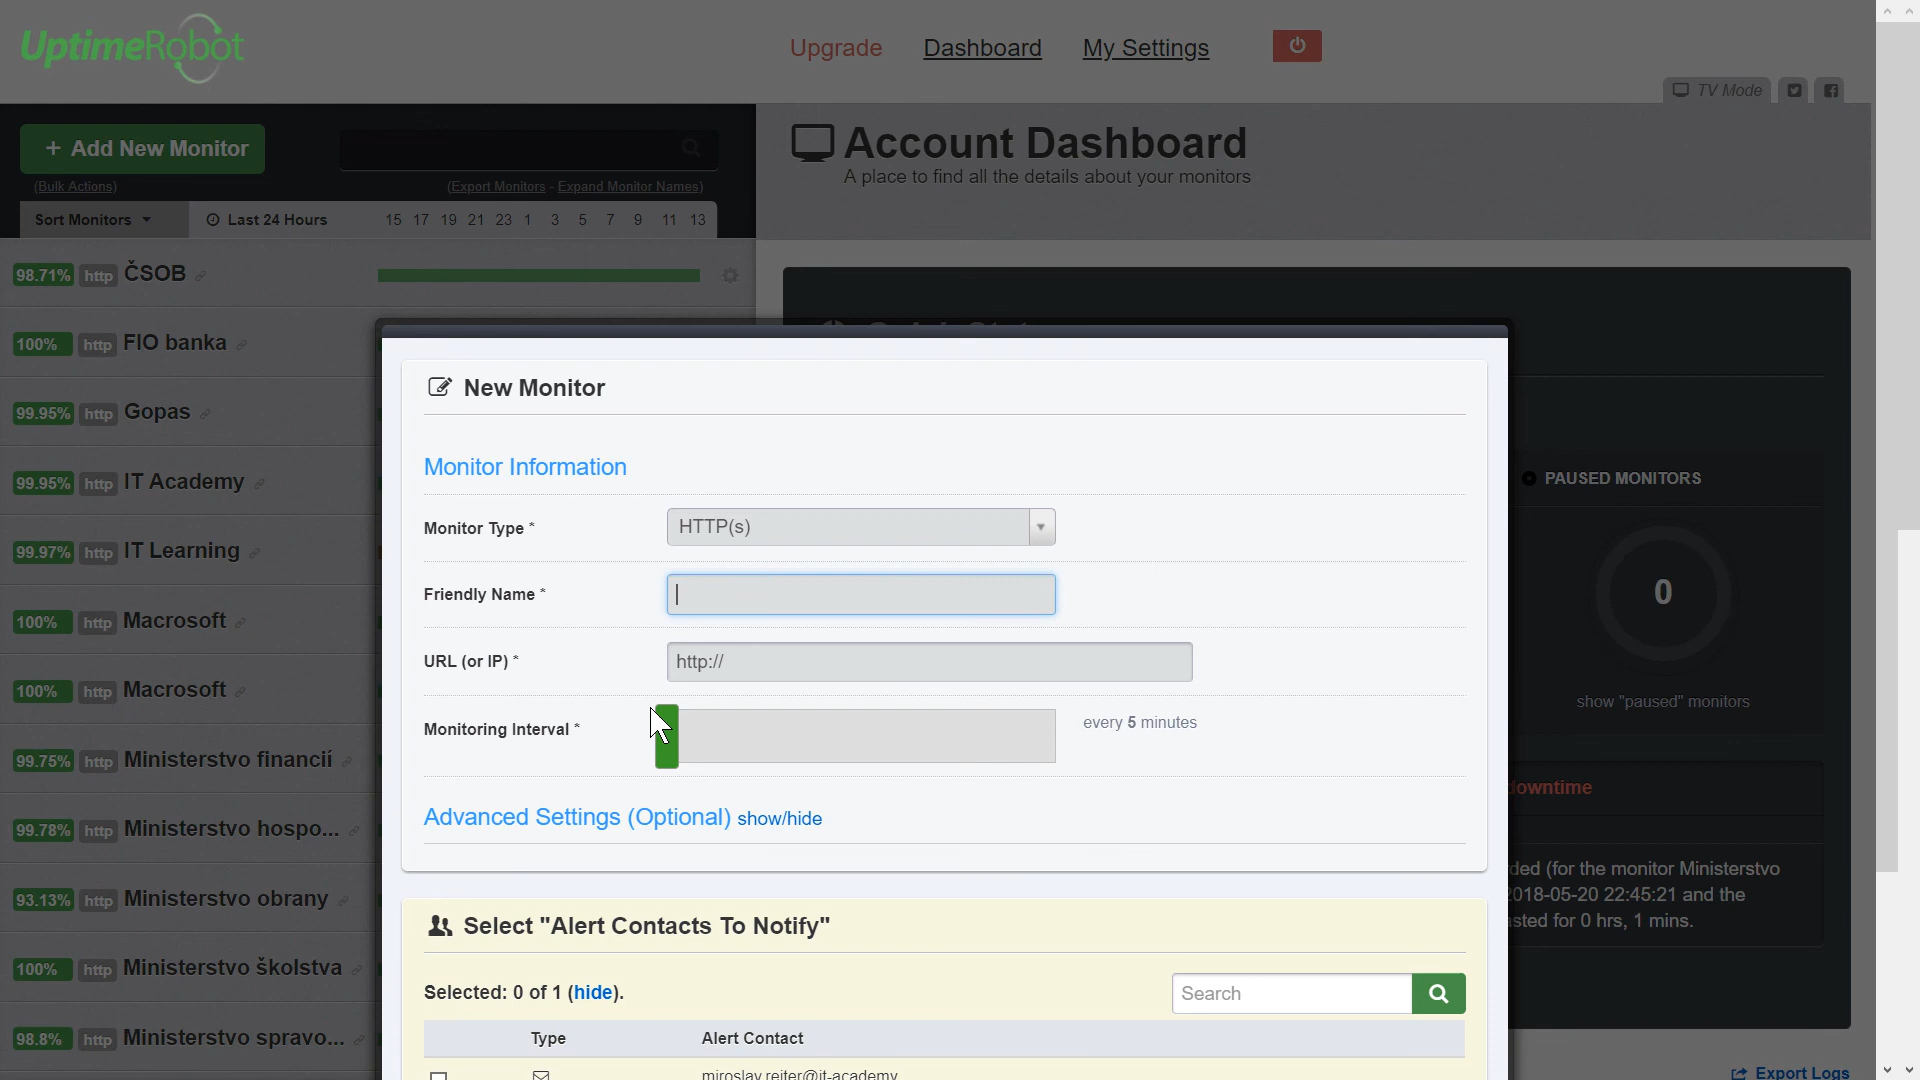 UptimeRobot
Upgrade
Dashboard
My Settings
TV Mode
+ Add New Monitor
(Bulk Actions)
(Export Monitors - Expand Monitor Names)
Sort Monitors
Last 24 Hours
15 17 19 21 23 1 3 5 7 9 11 13
Account Dashboard
A place to find all the details about your monitors
98.71% http ČSOB
100% http FIO banka
99.95% http Gopas
99.95% http IT Academy
99.97% http IT Learning
100% http Macrosoft
100% http Macrosoft
99.75% http Ministerstvo financií
99.78% http Ministerstvo hospo...
93.13% http Ministerstvo obrany
100% http Ministerstvo školstva
98.8% http Ministerstvo spravo...
New Monitor
Monitor Information
Monitor Type *
HTTP(s)
Friendly Name *
URL (or IP) *
http://
Monitoring Interval *
every 5 minutes
Advanced Settings (Optional) show/hide
Select "Alert Contacts To Notify"
Selected: 0 of 1 (hide).
Search
Type
Alert Contact
miroslav.reiter@it-academy
PAUSED MONITORS
0
show "paused" monitors
downtime
(for the monitor Ministerstvo
2018-05-20 22:45:21 and the
for 0 hrs, 1 mins.
Export Logs